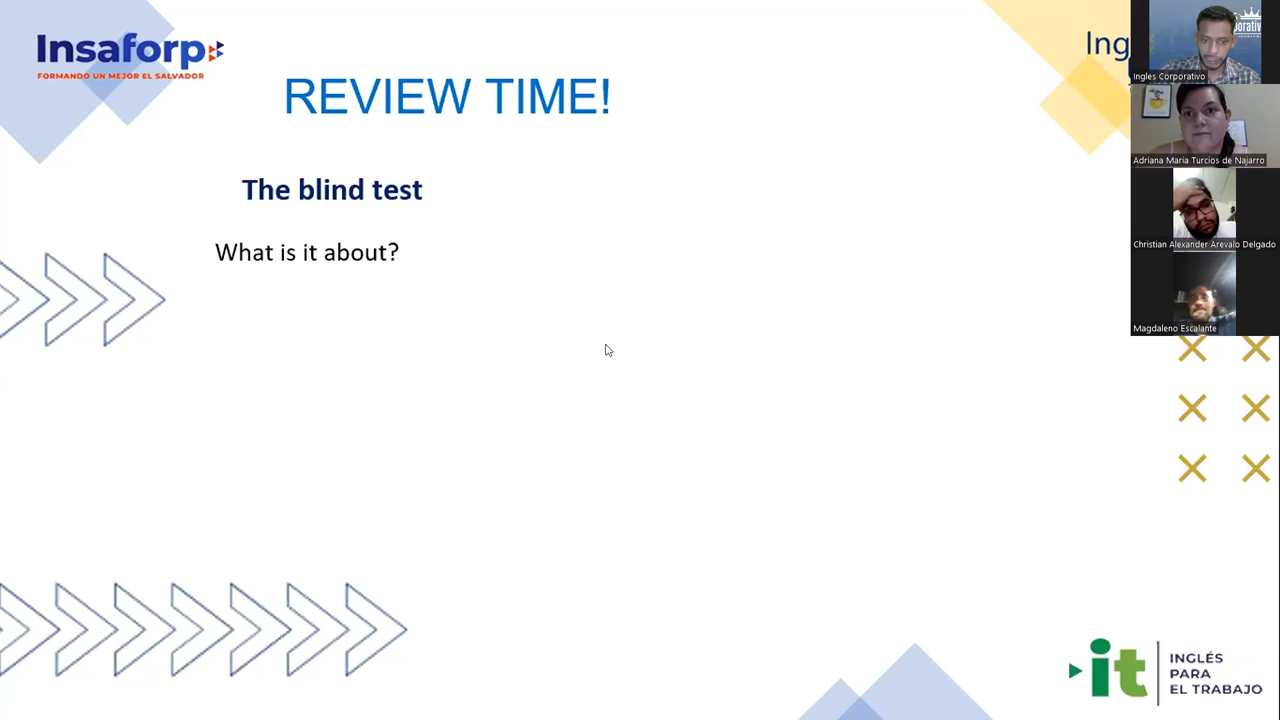 Insaforp
FORMANDO UN MEJOR EL SALVADOR
REVIEW TIME!
Ing
The blind test
What is it about?
Ingles Corporativo
Adriana Maria Turcios de Najarro
Christian Alexander Arevalo Delgado
Magdaleno Escalante
it
INGLÉS
PARA
EL TRABAJO